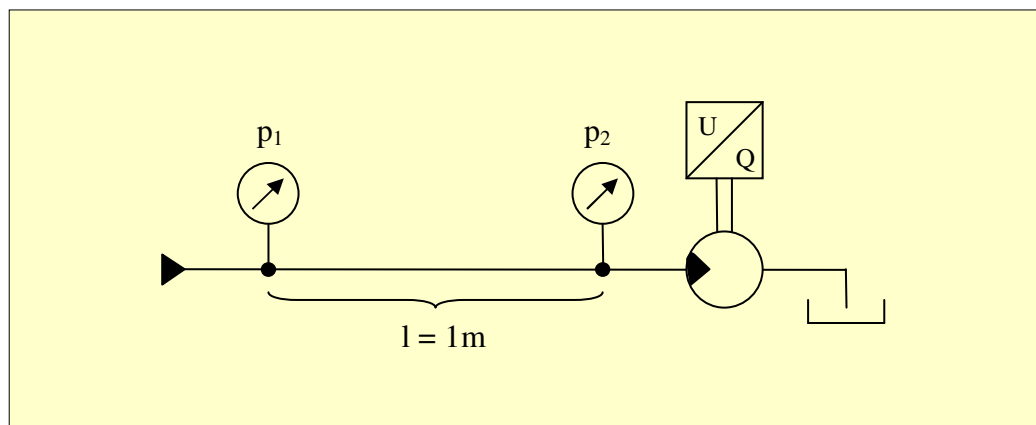 p₁
p₂
U
Q
l = 1m